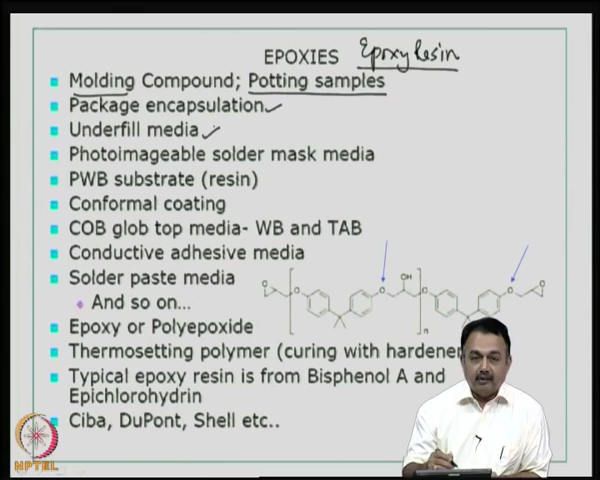 EPOXIES Epoxy Resin
Molding Compound; Potting samples
Package encapsulation
Underfill media
Photoimageable solder mask media
PWB substrate (resin)
Conformal coating
COB glob top media- WB and TAB
Conductive adhesive media
Solder paste media
And so on...
O
O
OH
O
O
O
n
Epoxy or Polyepoxide
Thermosetting polymer (curing with hardener
Typical epoxy resin is from Bisphenol A and
Epichlorohydrin
Ciba, DuPont, Shell etc..
NPTEL